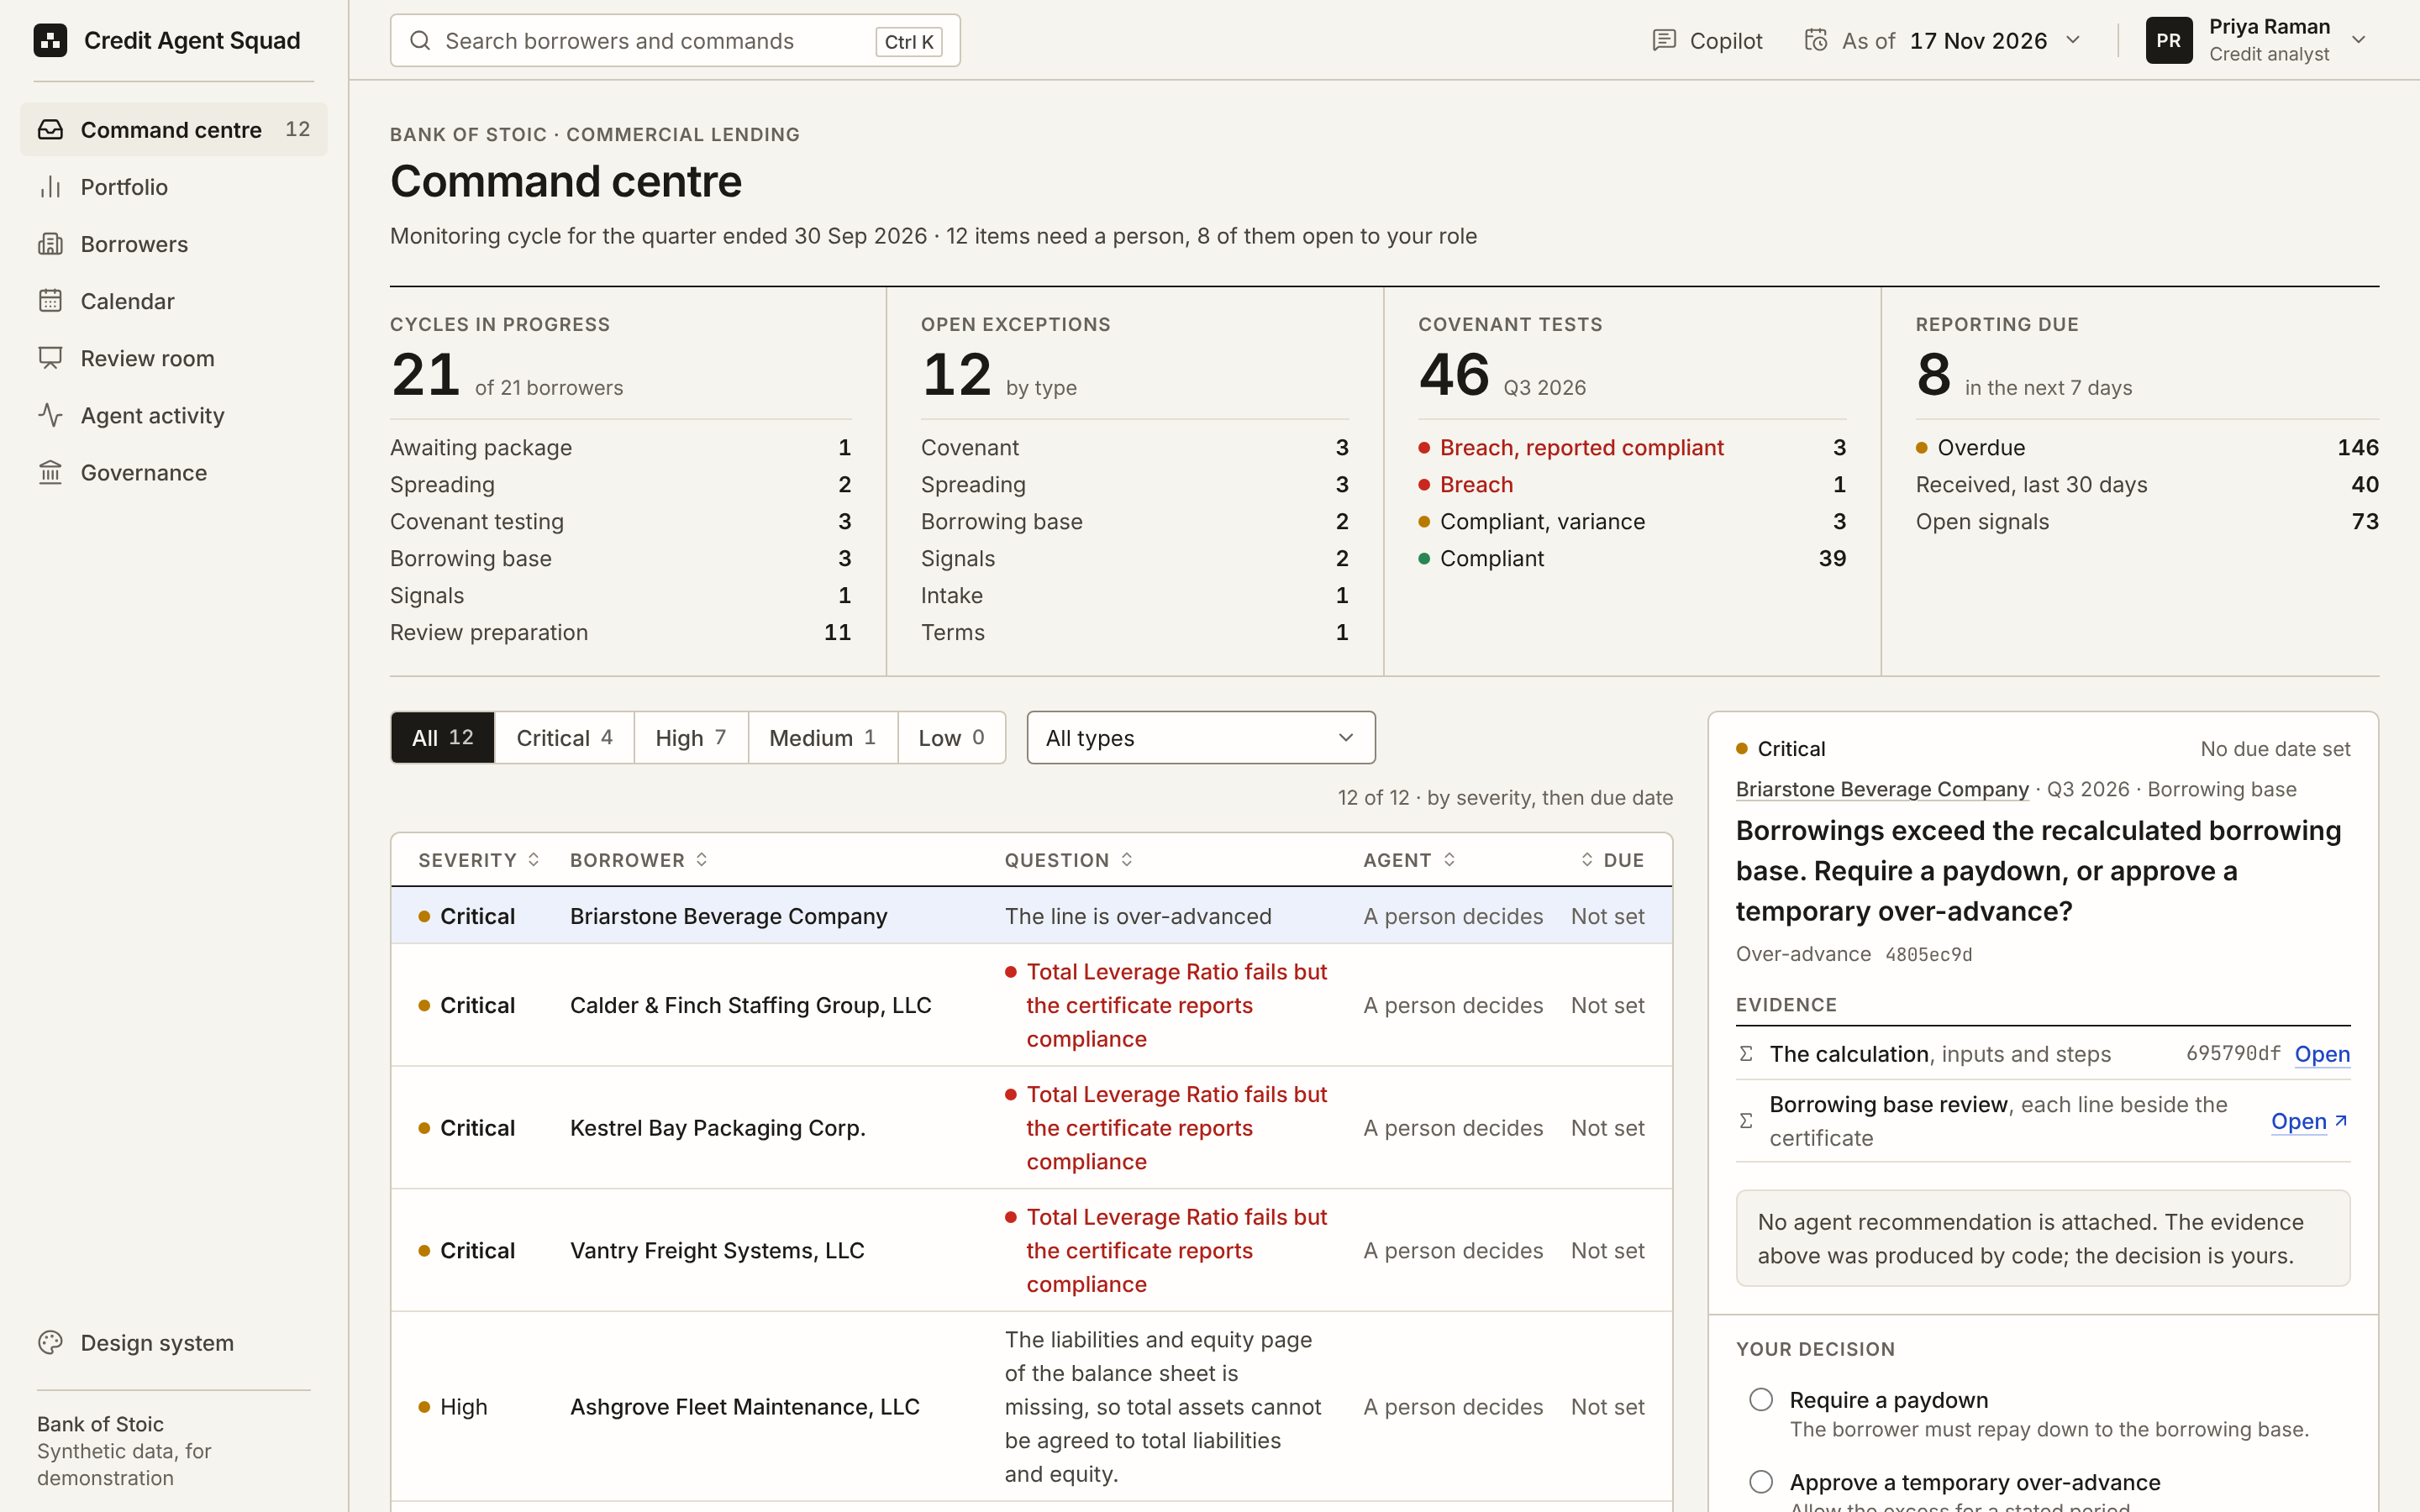 Credit Agent Squad
Search borrowers and commands Ctrl K
Copilot
As of 17 Nov 2026
PR
Priya Raman
Credit analyst
Command centre 12
Portfolio
Borrowers
Calendar
Review room
Agent activity
Governance
Design system
Bank of Stoic
Synthetic data, for
demonstration
BANK OF STOIC · COMMERCIAL LENDING
Command centre
Monitoring cycle for the quarter ended 30 Sep 2026 · 12 items need a person, 8 of them open to your role
CYCLES IN PROGRESS
21 of 21 borrowers
Awaiting package 1
Spreading 2
Covenant testing 3
Borrowing base 3
Signals 1
Review preparation 11
OPEN EXCEPTIONS
12 by type
Covenant 3
Spreading 3
Borrowing base 2
Signals 2
Intake 1
Terms 1
COVENANT TESTS
46 Q3 2026
Breach, reported compliant 3
Breach 1
Compliant, variance 3
Compliant 39
REPORTING DUE
8 in the next 7 days
Overdue 146
Received, last 30 days 40
Open signals 73
All 12 Critical 4 High 7 Medium 1 Low 0
All types
12 of 12 · by severity, then due date
SEVERITY BORROWER QUESTION AGENT DUE
Critical Briarstone Beverage Company The line is over-advanced A person decides Not set
Critical Calder & Finch Staffing Group, LLC Total Leverage Ratio fails but
the certificate reports
compliance A person decides Not set
Critical Kestrel Bay Packaging Corp. Total Leverage Ratio fails but
the certificate reports
compliance A person decides Not set
Critical Vantry Freight Systems, LLC Total Leverage Ratio fails but
the certificate reports
compliance A person decides Not set
High Ashgrove Fleet Maintenance, LLC The liabilities and equity page
of the balance sheet is
missing, so total assets cannot
be agreed to total liabilities
and equity. A person decides Not set
Critical No due date set
Briarstone Beverage Company · Q3 2026 · Borrowing base
Borrowings exceed the recalculated borrowing
base. Require a paydown, or approve a
temporary over-advance?
Over-advance 4805ec9d
EVIDENCE
Σ The calculation, inputs and steps 695790df Open
Σ Borrowing base review, each line beside the
certificate Open
No agent recommendation is attached. The evidence
above was produced by code; the decision is yours.
YOUR DECISION
Require a paydown
The borrower must repay down to the borrowing base.
Approve a temporary over-advance
Allow the excess for a stated period.